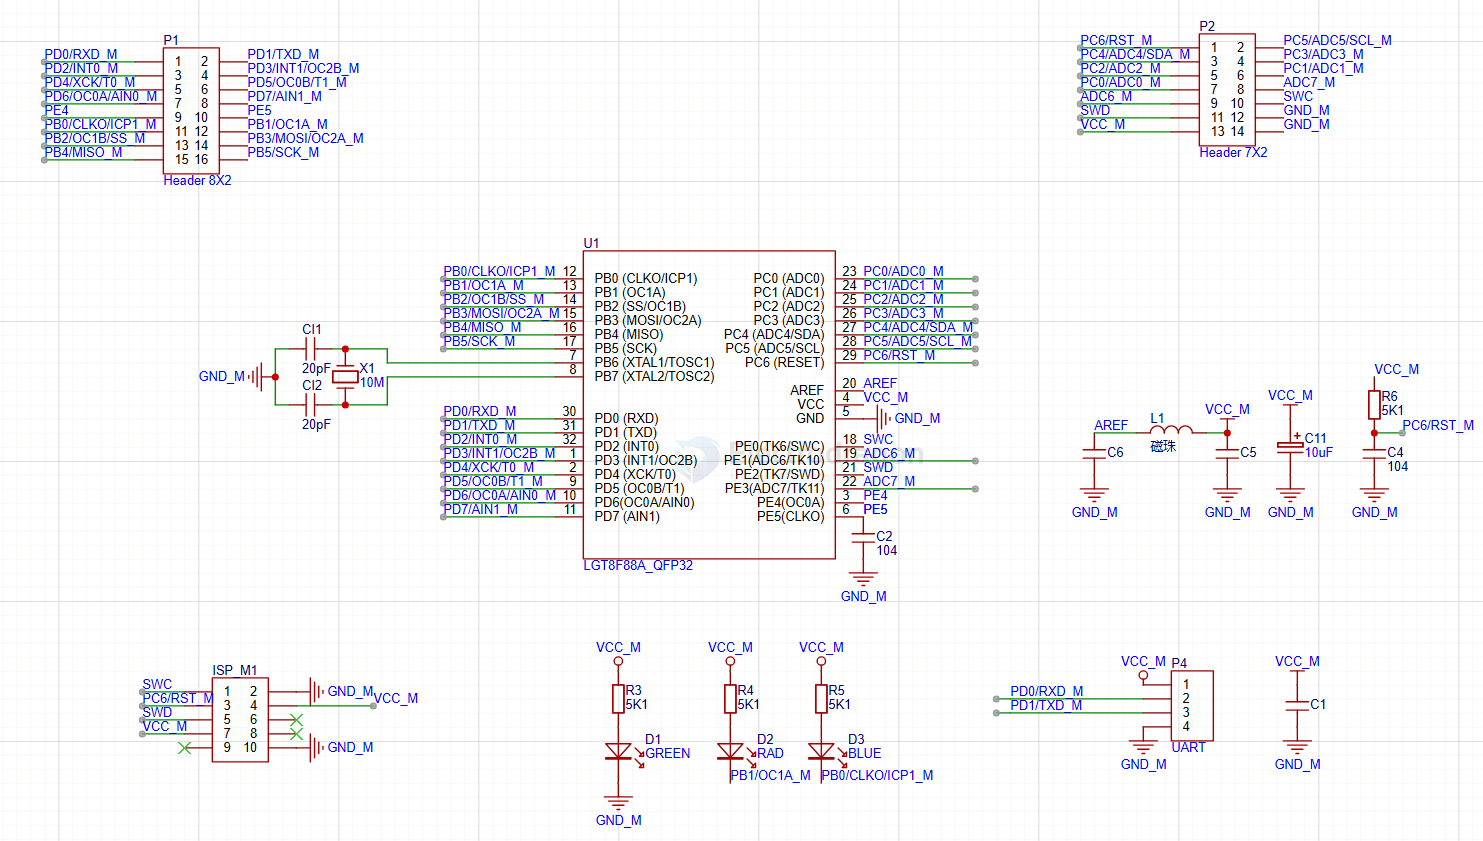 P1
PD0/RXD_M 1 2 PD1/TXD_M
PD2/INT0_M 3 4 PD3/INT1/OC2B_M
PD4/XCK/T0_M 5 6 PD5/OC0B/T1_M
PD6/OC0A/AIN0_M 7 8 PD7/AIN1_M
PE4 9 10 PE5
PB0/CLKO/ICP1_M 11 12 PB1/OC1A_M
PB2/OC1B/SS_M 13 14 PB3/MOSI/OC2A_M
PB4/MISO_M 15 16 PB5/SCK_M
Header 8X2
P2
PC6/RST_M 1 2 PC5/ADC5/SCL_M
PC4/ADC4/SDA_M 3 4 PC3/ADC3_M
PC2/ADC2_M 5 6 PC1/ADC1_M
PC0/ADC0_M 7 8 ADC7_M
ADC6_M 9 10 SWC
SWD 11 12 GND_M
VCC_M 13 14 GND_M
Header 7X2
U1
PB0/CLKO/ICP1_M 12 PB0 (CLKO/ICP1) PC0 (ADC0) 23 PC0/ADC0_M
PB1/OC1A_M 13 PB1 (OC1A) PC1 (ADC1) 24 PC1/ADC1_M
PB2/OC1B/SS_M 14 PB2 (SS/OC1B) PC2 (ADC2) 25 PC2/ADC2_M
PB3/MOSI/OC2A_M 15 PB3 (MOSI/OC2A) PC3 (ADC3) 26 PC3/ADC3_M
PB4/MISO_M 16 PB4 (MISO) PC4 (ADC4/SDA) 27 PC4/ADC4/SDA_M
PB5/SCK_M 17 PB5 (SCK) PC5 (ADC5/SCL) 28 PC5/ADC5/SCL_M
7 PB6 (XTAL1/TOSC1) PC6 (RESET) 29 PC6/RST_M
8 PB7 (XTAL2/TOSC2)
AREF 20 AREF
VCC 4 VCC_M
GND 5 GND_M
PD0/RXD_M 30 PD0 (RXD)
PD1/TXD_M 31 PD1 (TXD)
PD2/INT0_M 32 PD2 (INT0) PE0(TK6/SWC) 18 SWC
PD3/INT1/OC2B_M 1 PD3 (INT1/OC2B) PE1(ADC6/TK10) 19 ADC6_M
PD4/XCK/T0_M 2 PD4 (XCK/T0) PE2(TK7/SWD) 21 SWD
PD5/OC0B/T1_M 9 PD5 (OC0B/T1) PE3(ADC7/TK11) 22 ADC7_M
PD6/OC0A/AIN0_M 10 PD6(OC0A/AIN0) PE4(OC0A) 3 PE4
PD7/AIN1_M 11 PD7 (AIN1) PE5(CLKO) 6 PE5
LGT8F88A_QFP32
C2
104
GND_M
CI1
20pF
GND_M
X1
10M
CI2
20pF
AREF L1 VCC_M
磁珠
C6 C5
GND_M GND_M
VCC_M
C11
10uF
GND_M
VCC_M
R6
5K1
PC6/RST_M
C4
104
GND_M
ISP_M1
SWC 1 2 GND_M
PC6/RST_M 3 4 VCC_M
SWD 5 6
VCC_M 7 8
9 10 GND_M
VCC_M VCC_M VCC_M
R3 R4 R5
5K1 5K1 5K1
D1 D2 D3
GREEN RAD BLUE
PB1/OC1A_M PB0/CLKO/ICP1_M
GND_M
VCC_M P4
1
PD0/RXD_M 2
PD1/TXD_M 3
4
UART
GND_M
VCC_M
C1
GND_M